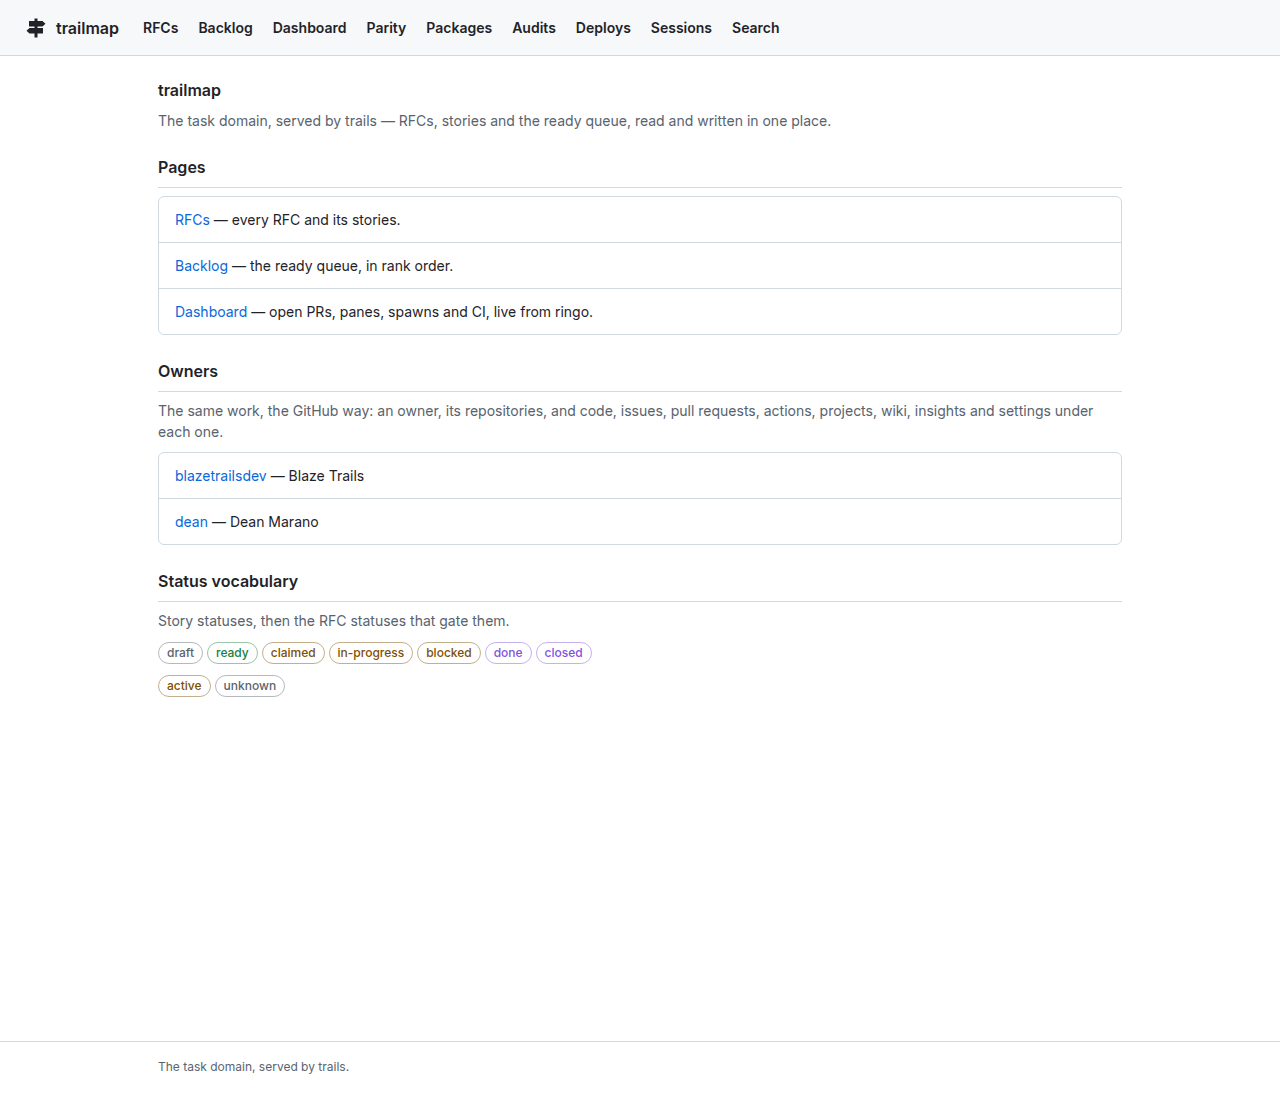 trailmap RFCs Backlog Dashboard Parity Packages Audits Deploys Sessions Search
trailmap
The task domain, served by trails — RFCs, stories and the ready queue, read and written in one place.
Pages
RFCs — every RFC and its stories.
Backlog — the ready queue, in rank order.
Dashboard — open PRs, panes, spawns and CI, live from ringo.
Owners
The same work, the GitHub way: an owner, its repositories, and code, issues, pull requests, actions, projects, wiki, insights and settings under
each one.
blazetrailsdev — Blaze Trails
dean — Dean Marano
Status vocabulary
Story statuses, then the RFC statuses that gate them.
draft ready claimed in-progress blocked done closed
active unknown
The task domain, served by trails.